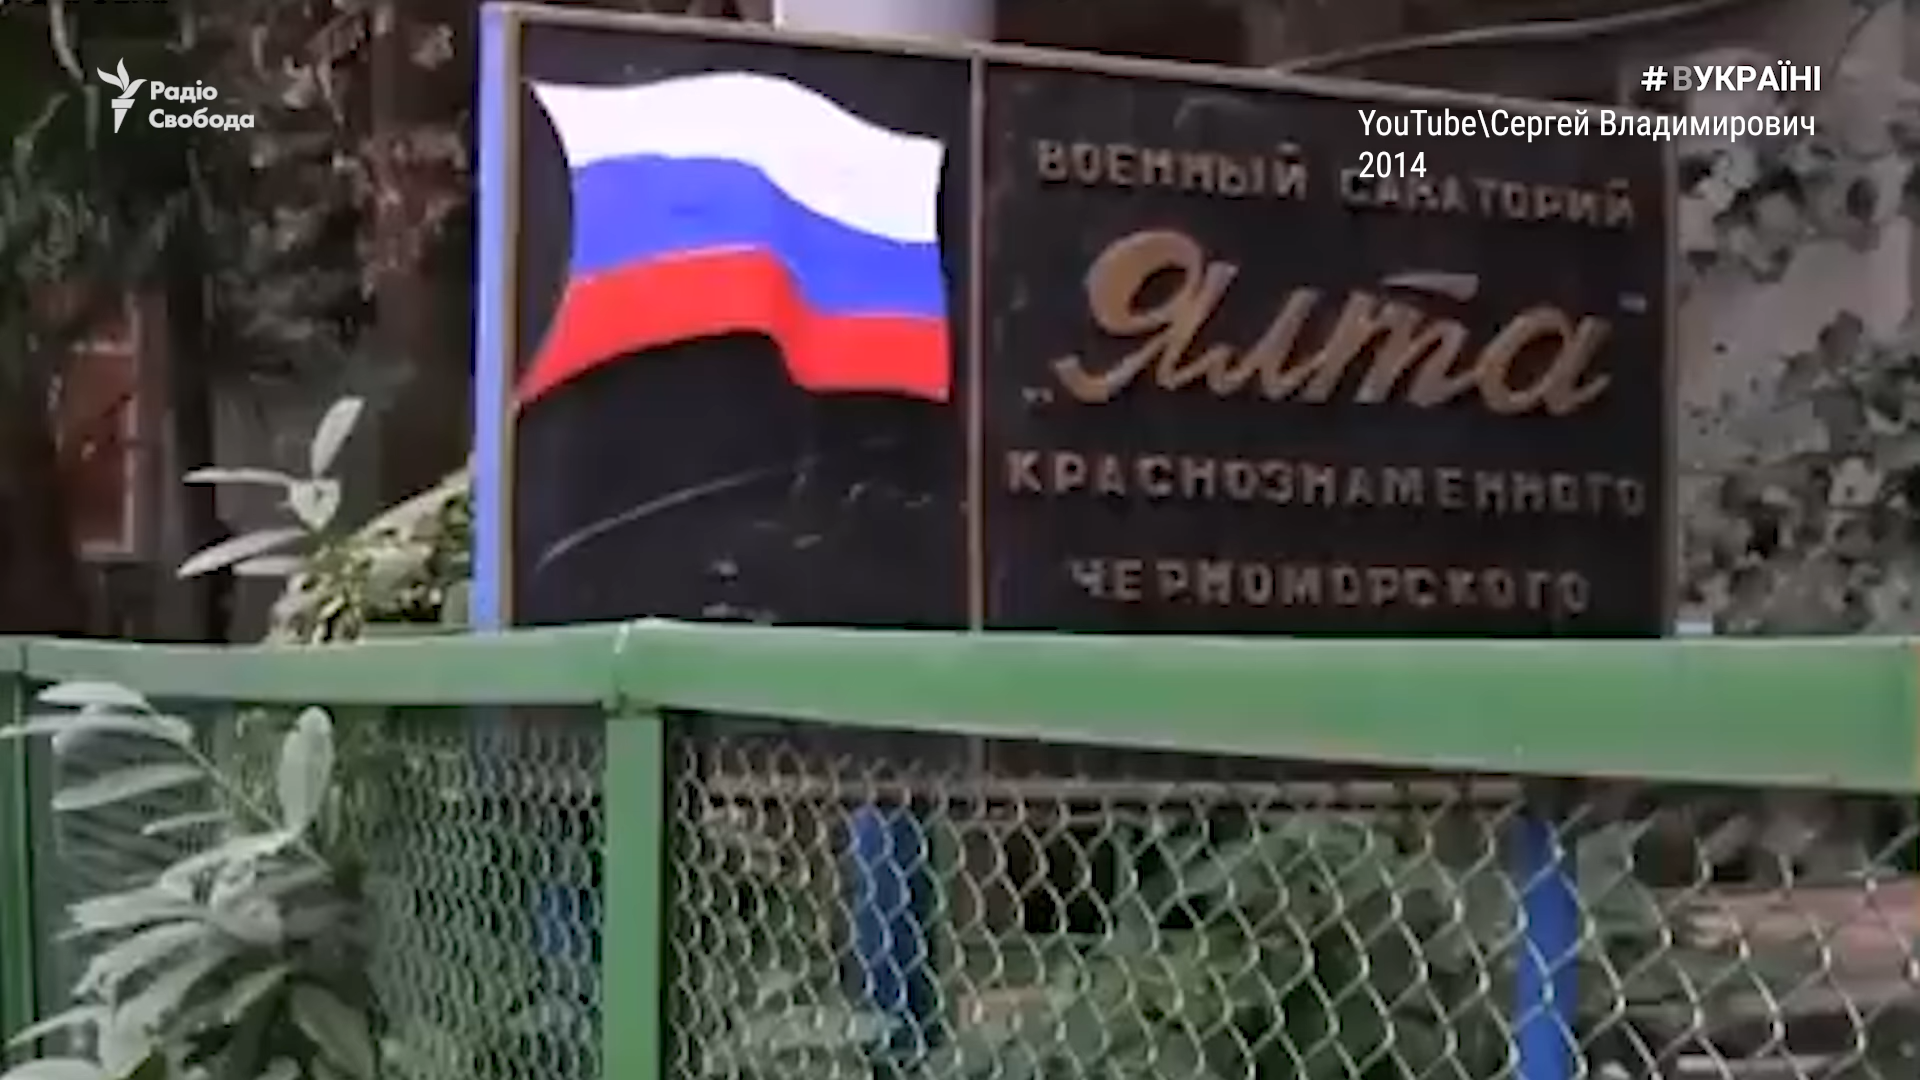 Радіо
Свобода
#ВУКРАЇНІ
YouTube\Сергей Владимирович
2014
ВОЕННЫЙ САНАТОРИЙ
"Ялта"
КРАСНОЗНАМЕННОГО
ЧЕРНОМОРСКОГО